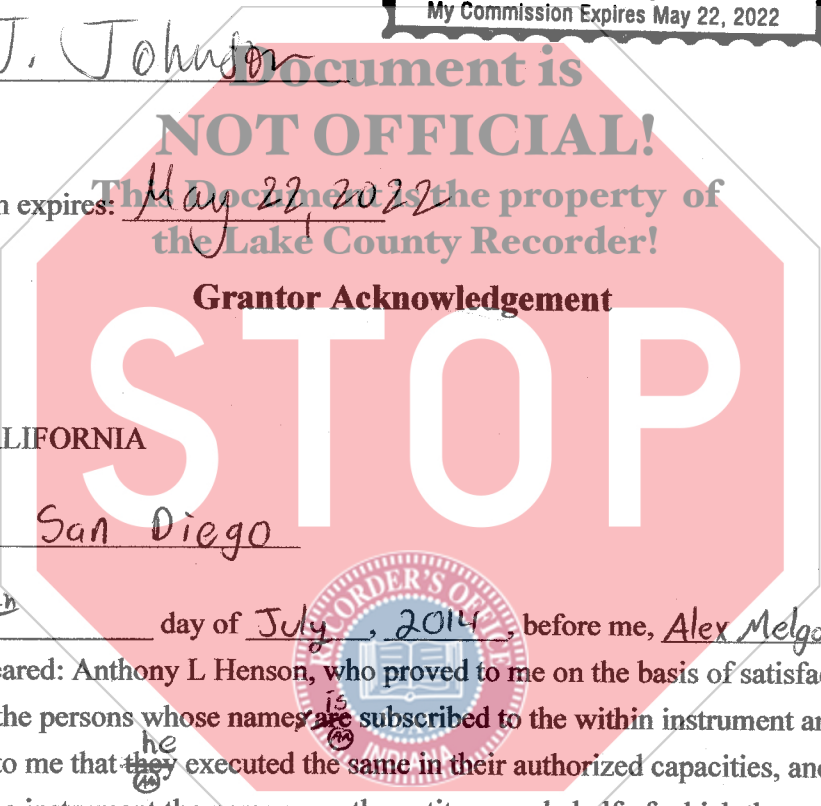 My Commission Expires May 22, 2022
J. Johnson
Document is
NOT OFFICIAL!
This Document is the property of
the Lake County Recorder!
n expires: May 22, 2022
Grantor Acknowledgement
STOP
LIFORNIA
San Diego
day of July, 2014, before me, Alex Melgo
eared: Anthony L Henson, who proved to me on the basis of satisfa
the persons whose names are is subscribed to the within instrument an
to me that they he executed the same in their authorized capacities, and
RECORDER'S OFFICE
INDIANA